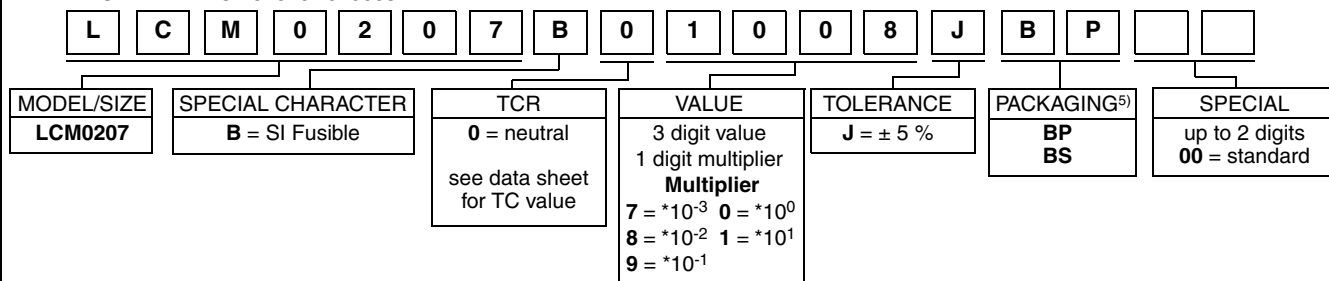 L C M 0 2 0 7 B 0 1 0 0 8 J B P
MODEL/SIZE
LCM0207
SPECIAL CHARACTER
B = SI Fusible
TCR
0 = neutral
see data sheet
for TC value
VALUE
3 digit value
1 digit multiplier
Multiplier
7 = *10-3 0 = *100
8 = *10-2 1 = *101
9 = *10-1
TOLERANCE
J = ± 5 %
PACKAGING5)
BP
BS
SPECIAL
up to 2 digits
00 = standard